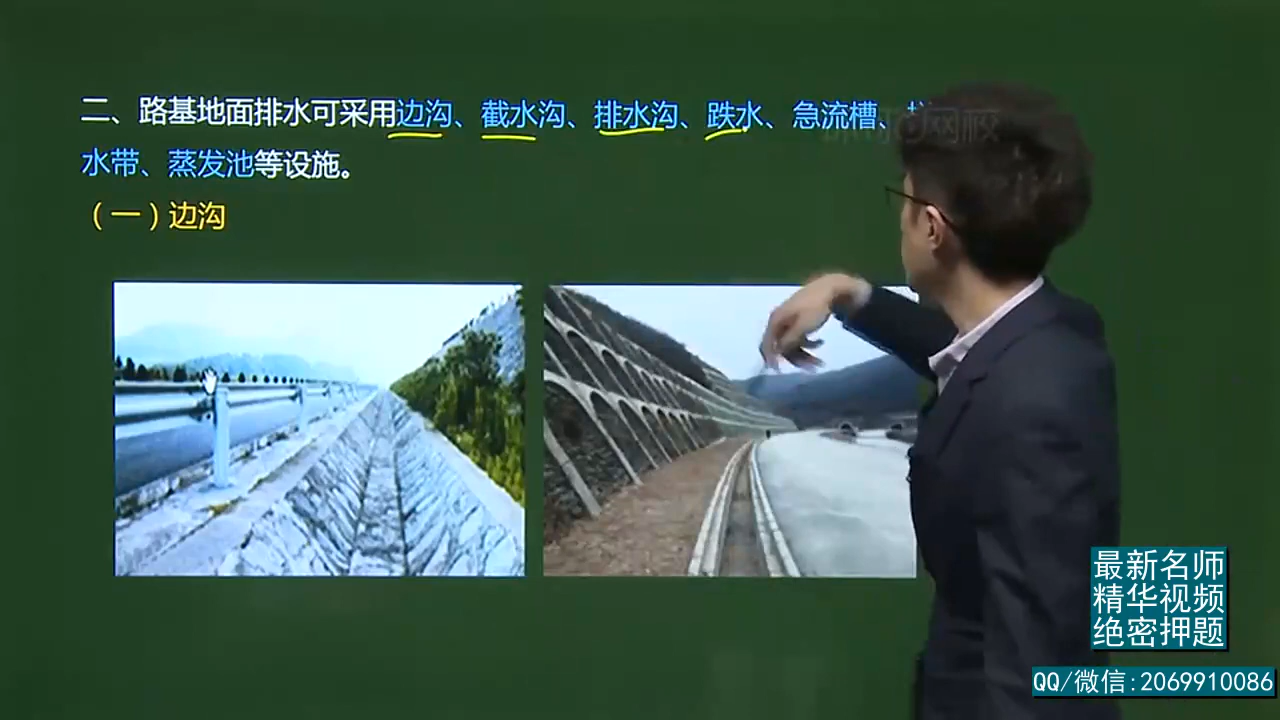 二、路基地面排水可采用边沟、截水沟、排水沟、跌水、急流槽、
水带、蒸发池等设施。
（一）边沟
最新名师
精华视频
绝密押题
QQ/微信:2069910086